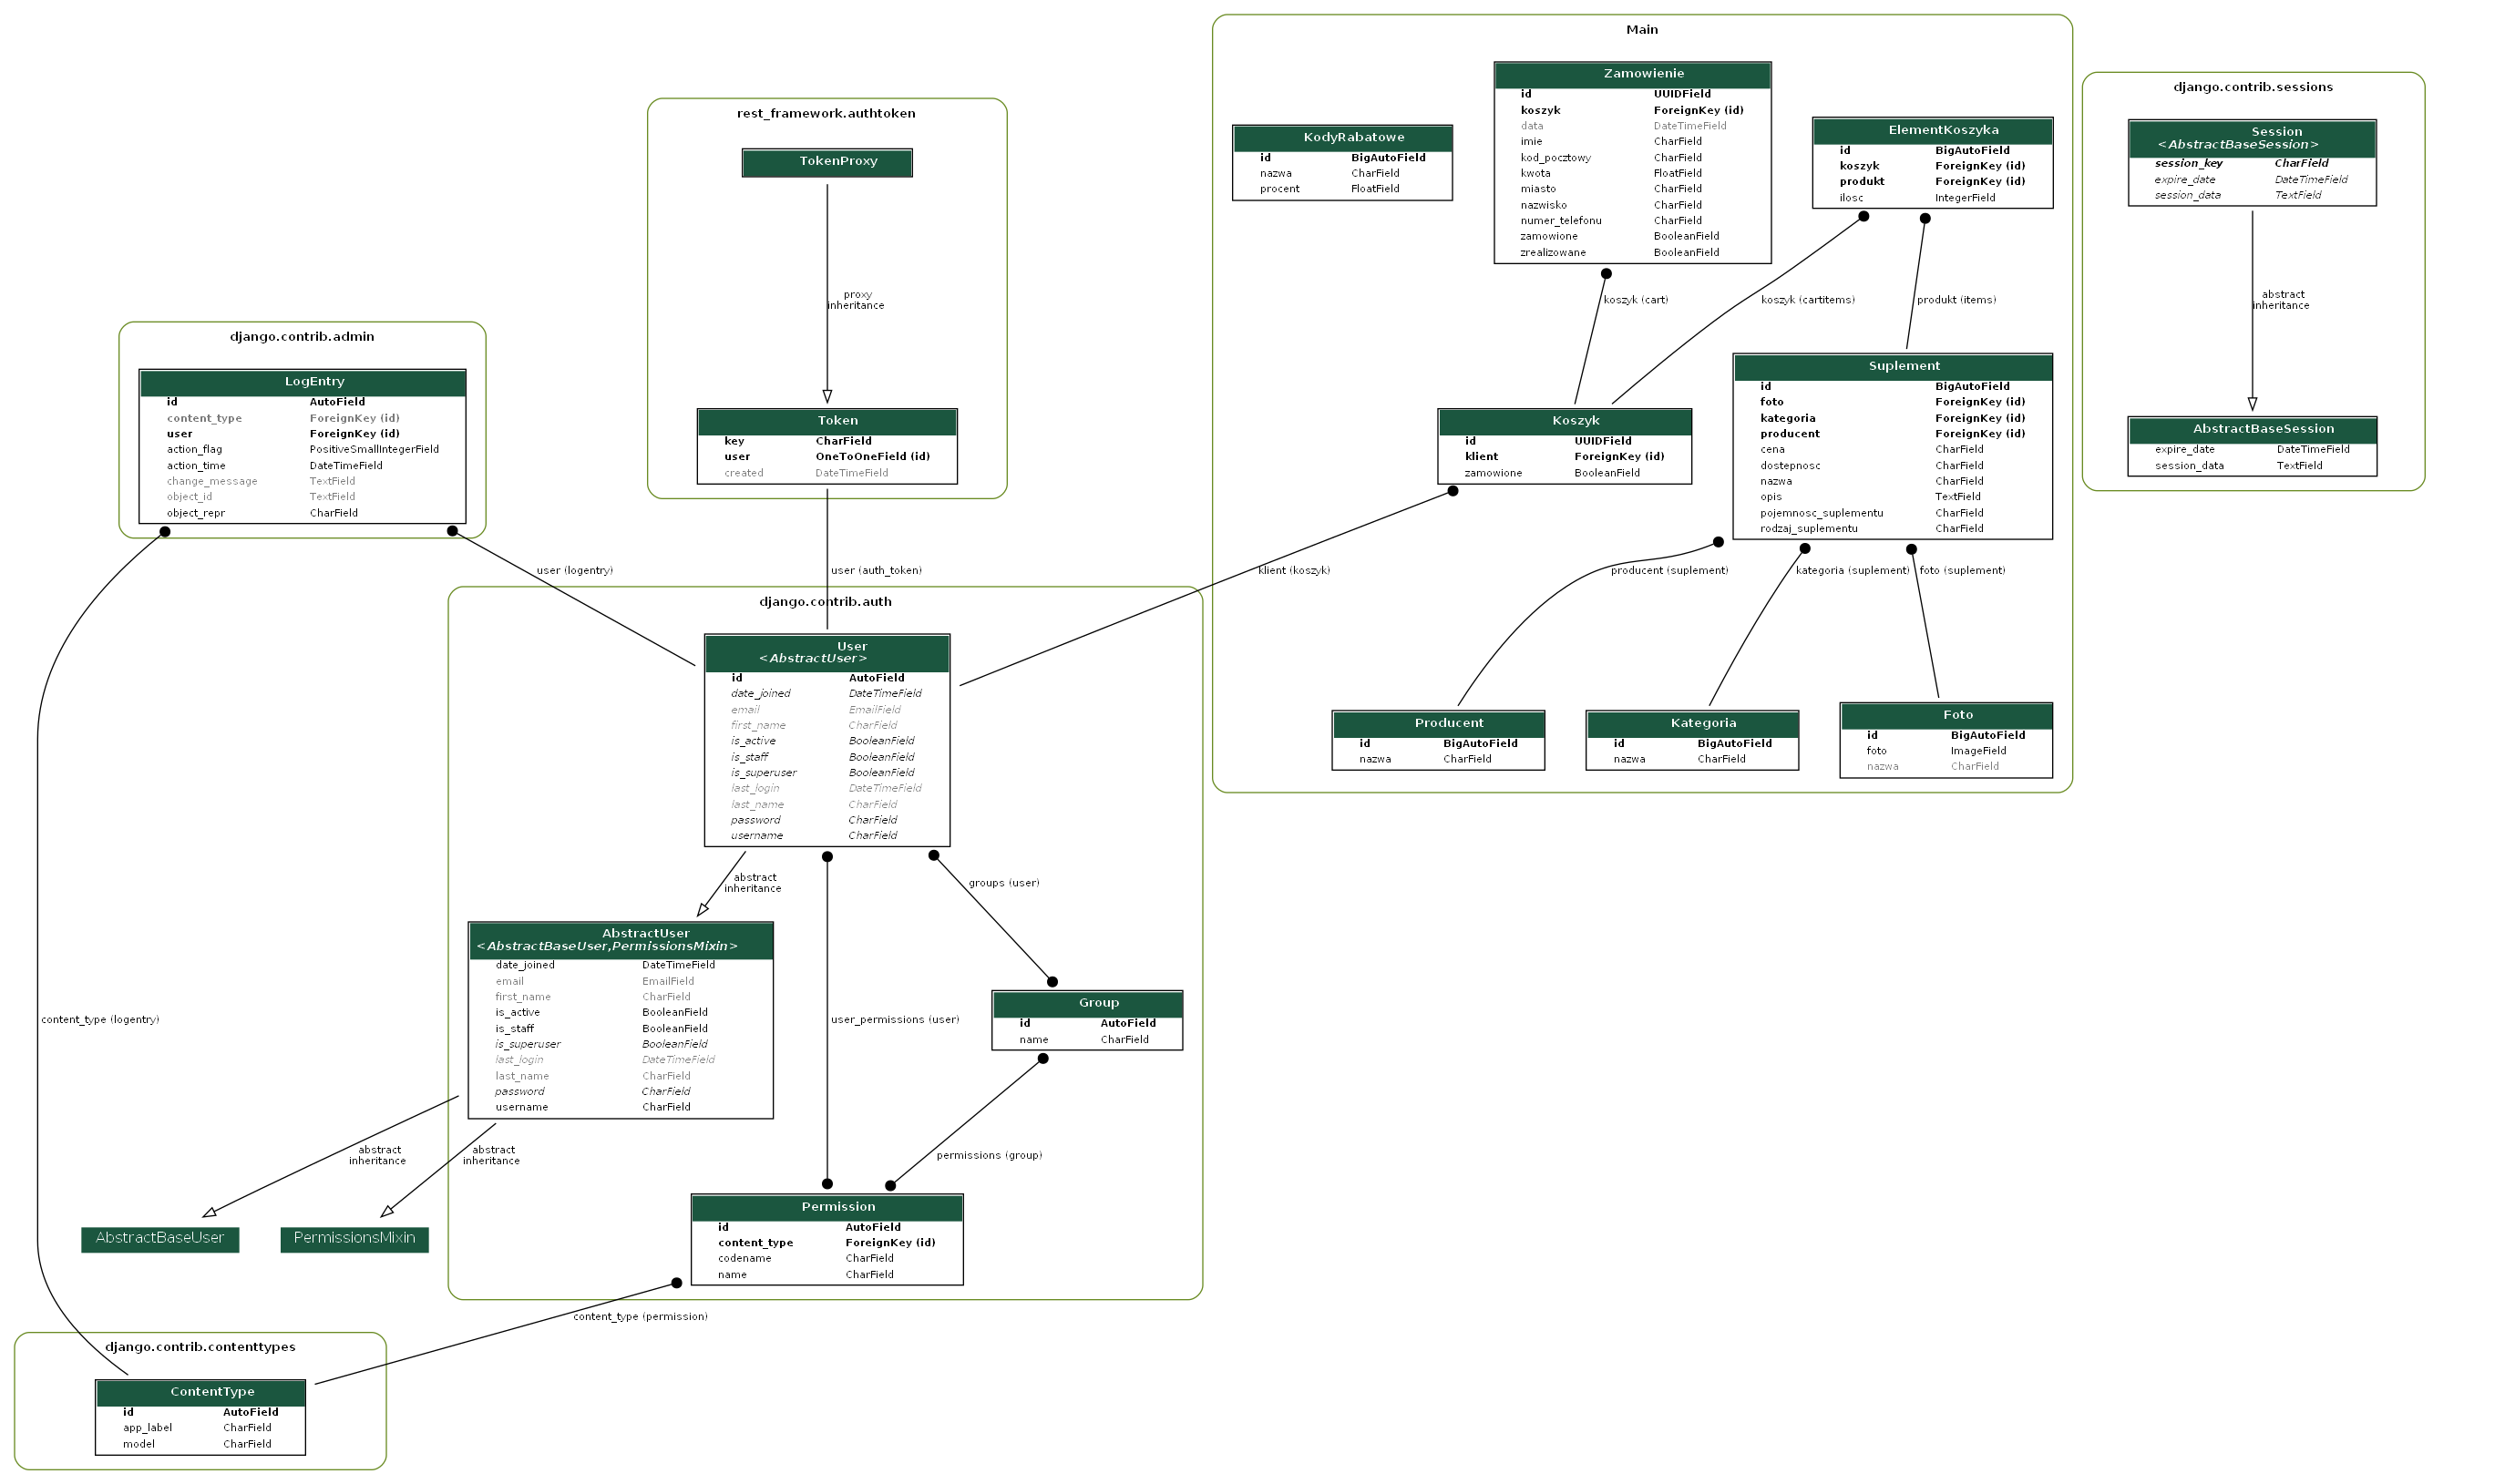 Main
Zamowienie
id UUIDField
koszyk ForeignKey (id)
data DateTimeField
imie CharField
kod_pocztowy CharField
kwota FloatField
miasto CharField
nazwisko CharField
numer_telefonu CharField
zamowione BooleanField
zrealizowane BooleanField
KodyRabatowe
id BigAutoField
nazwa CharField
procent FloatField
ElementKoszyka
id BigAutoField
koszyk ForeignKey (id)
produkt ForeignKey (id)
ilosc IntegerField
koszyk (cart)
koszyk (cartitems)
produkt (items)
Koszyk
id UUIDField
klient ForeignKey (id)
zamowione BooleanField
Suplement
id BigAutoField
foto ForeignKey (id)
kategoria ForeignKey (id)
producent ForeignKey (id)
cena CharField
dostepnosc CharField
nazwa CharField
opis TextField
pojemnosc_suplementu CharField
rodzaj_suplementu CharField
klient (koszyk)
producent (suplement)
kategoria (suplement)
foto (suplement)
Producent
id BigAutoField
nazwa CharField
Kategoria
id BigAutoField
nazwa CharField
Foto
id BigAutoField
foto ImageField
nazwa CharField
django.contrib.sessions
Session
<AbstractBaseSession>
session_key CharField
expire_date DateTimeField
session_data TextField
abstract
inheritance
AbstractBaseSession
expire_date DateTimeField
session_data TextField
rest_framework.authtoken
TokenProxy
proxy
inheritance
Token
key CharField
user OneToOneField (id)
created DateTimeField
django.contrib.admin
LogEntry
id AutoField
content_type ForeignKey (id)
user ForeignKey (id)
action_flag PositiveSmallIntegerField
action_time DateTimeField
change_message TextField
object_id TextField
object_repr CharField
user (logentry)
user (auth_token)
django.contrib.auth
User
<AbstractUser>
id AutoField
date_joined DateTimeField
email EmailField
first_name CharField
is_active BooleanField
is_staff BooleanField
is_superuser BooleanField
last_login DateTimeField
last_name CharField
password CharField
username CharField
abstract
inheritance
groups (user)
AbstractUser
<AbstractBaseUser,PermissionsMixin>
date_joined DateTimeField
email EmailField
first_name CharField
is_active BooleanField
is_staff BooleanField
is_superuser BooleanField
last_login DateTimeField
last_name CharField
password CharField
username CharField
user_permissions (user)
Group
id AutoField
name CharField
content_type (logentry)
abstract
inheritance
abstract
inheritance
permissions (group)
AbstractBaseUser
PermissionsMixin
Permission
id AutoField
content_type ForeignKey (id)
codename CharField
name CharField
content_type (permission)
django.contrib.contenttypes
ContentType
id AutoField
app_label CharField
model CharField